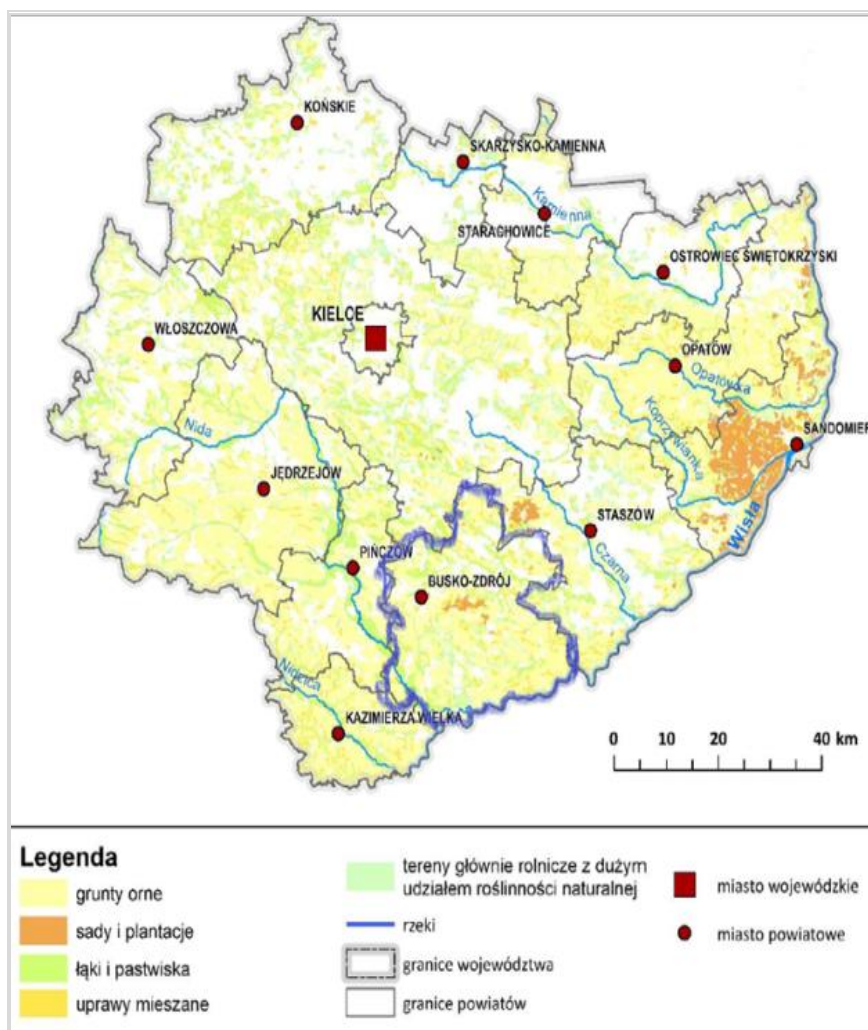 KOŃSKIE
SKARŻYSKO-KAMIENNA
Kamienna
STARACHOWICE
OSTROWIEC ŚWIĘTOKRZYSKI
KIELCE
WŁOSZCZOWA
OPATÓW
Opatówka
Koprzywianka
SANDOMIER
Nida
JĘDRZEJÓW
STASZÓW
Wisła
Czarna
PIŃCZÓW
BUSKO-ZDRÓJ
Nidzica
KAZIMIERZA WIELKA
0 10 20 40 km
Legenda
grunty orne
sady i plantacje
łąki i pastwiska
uprawy mieszane
tereny głównie rolnicze z dużym
udziałem roślinności naturalnej
rzeki
granice województwa
granice powiatów
miasto wojewódzkie
miasto powiatowe